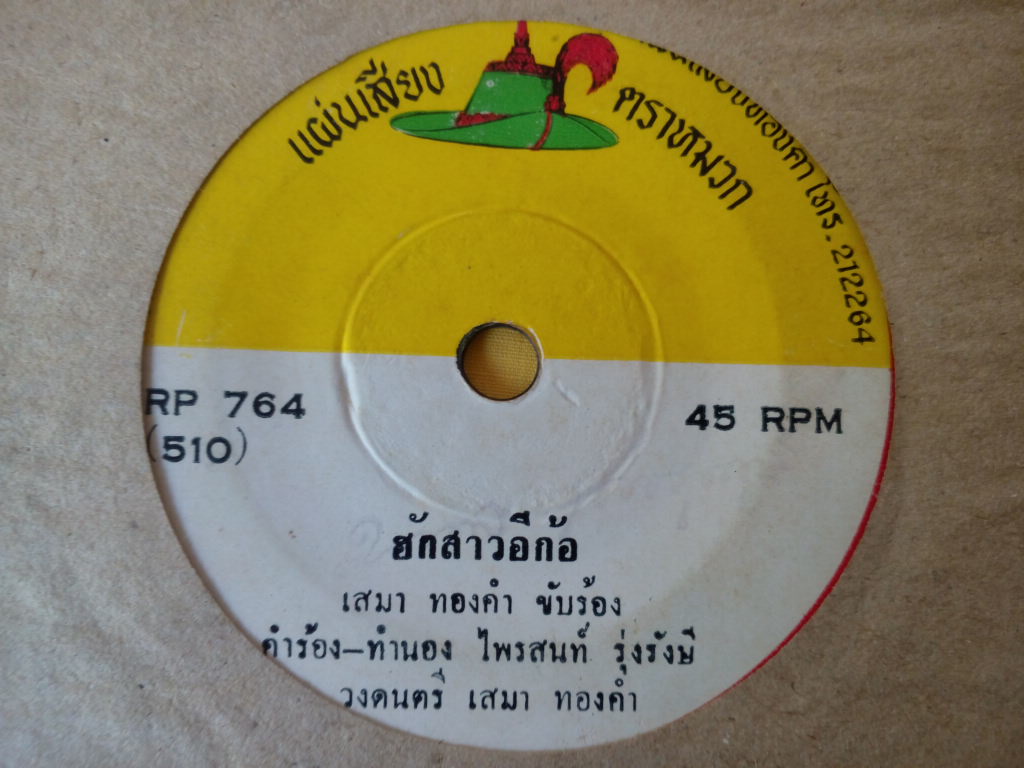 แผ่นเสียง
ตราหมวก
โทร. 212264
RP 764
(510)
45 RPM
ฮักสาวอีก้อ
เสมา ทองคำ ขับร้อง
คำร้อง—ทำนอง ไพรสนท์ รุ่งรังษี
วงดนตรี เสมา ทองคำ